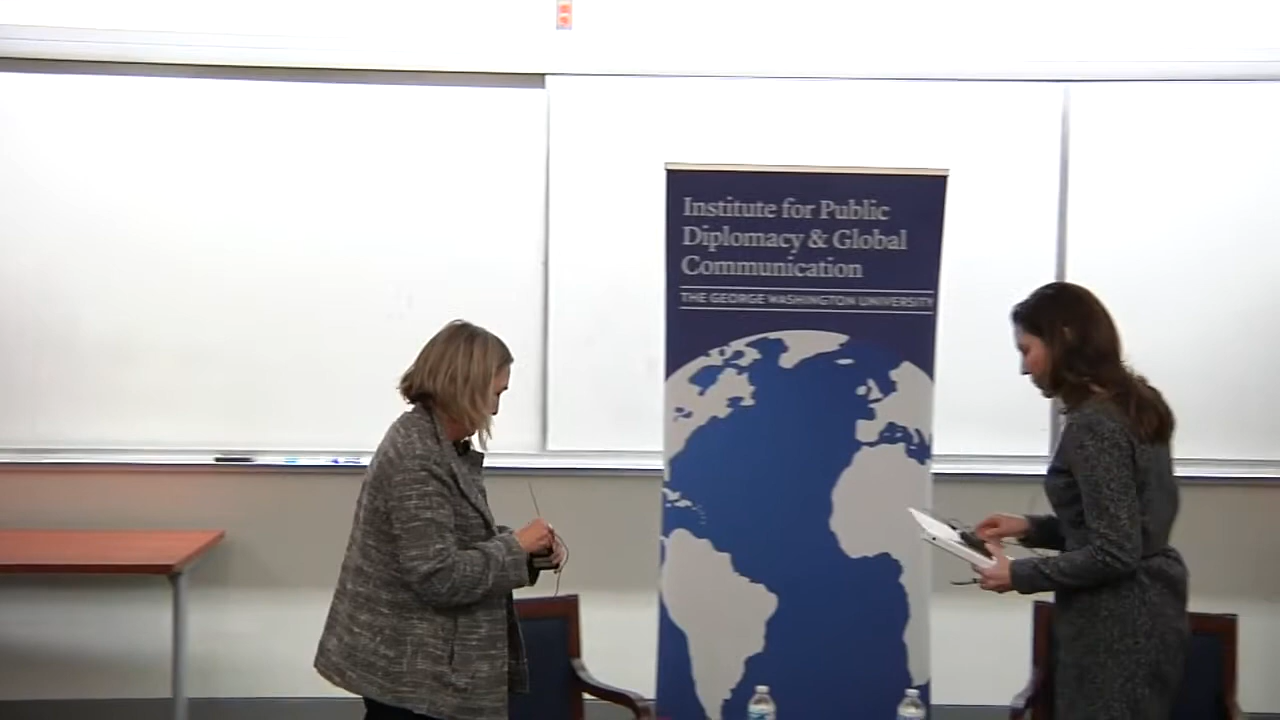 Institute for Public
Diplomacy & Global
Communication
THE GEORGE WASHINGTON UNIVERSITY